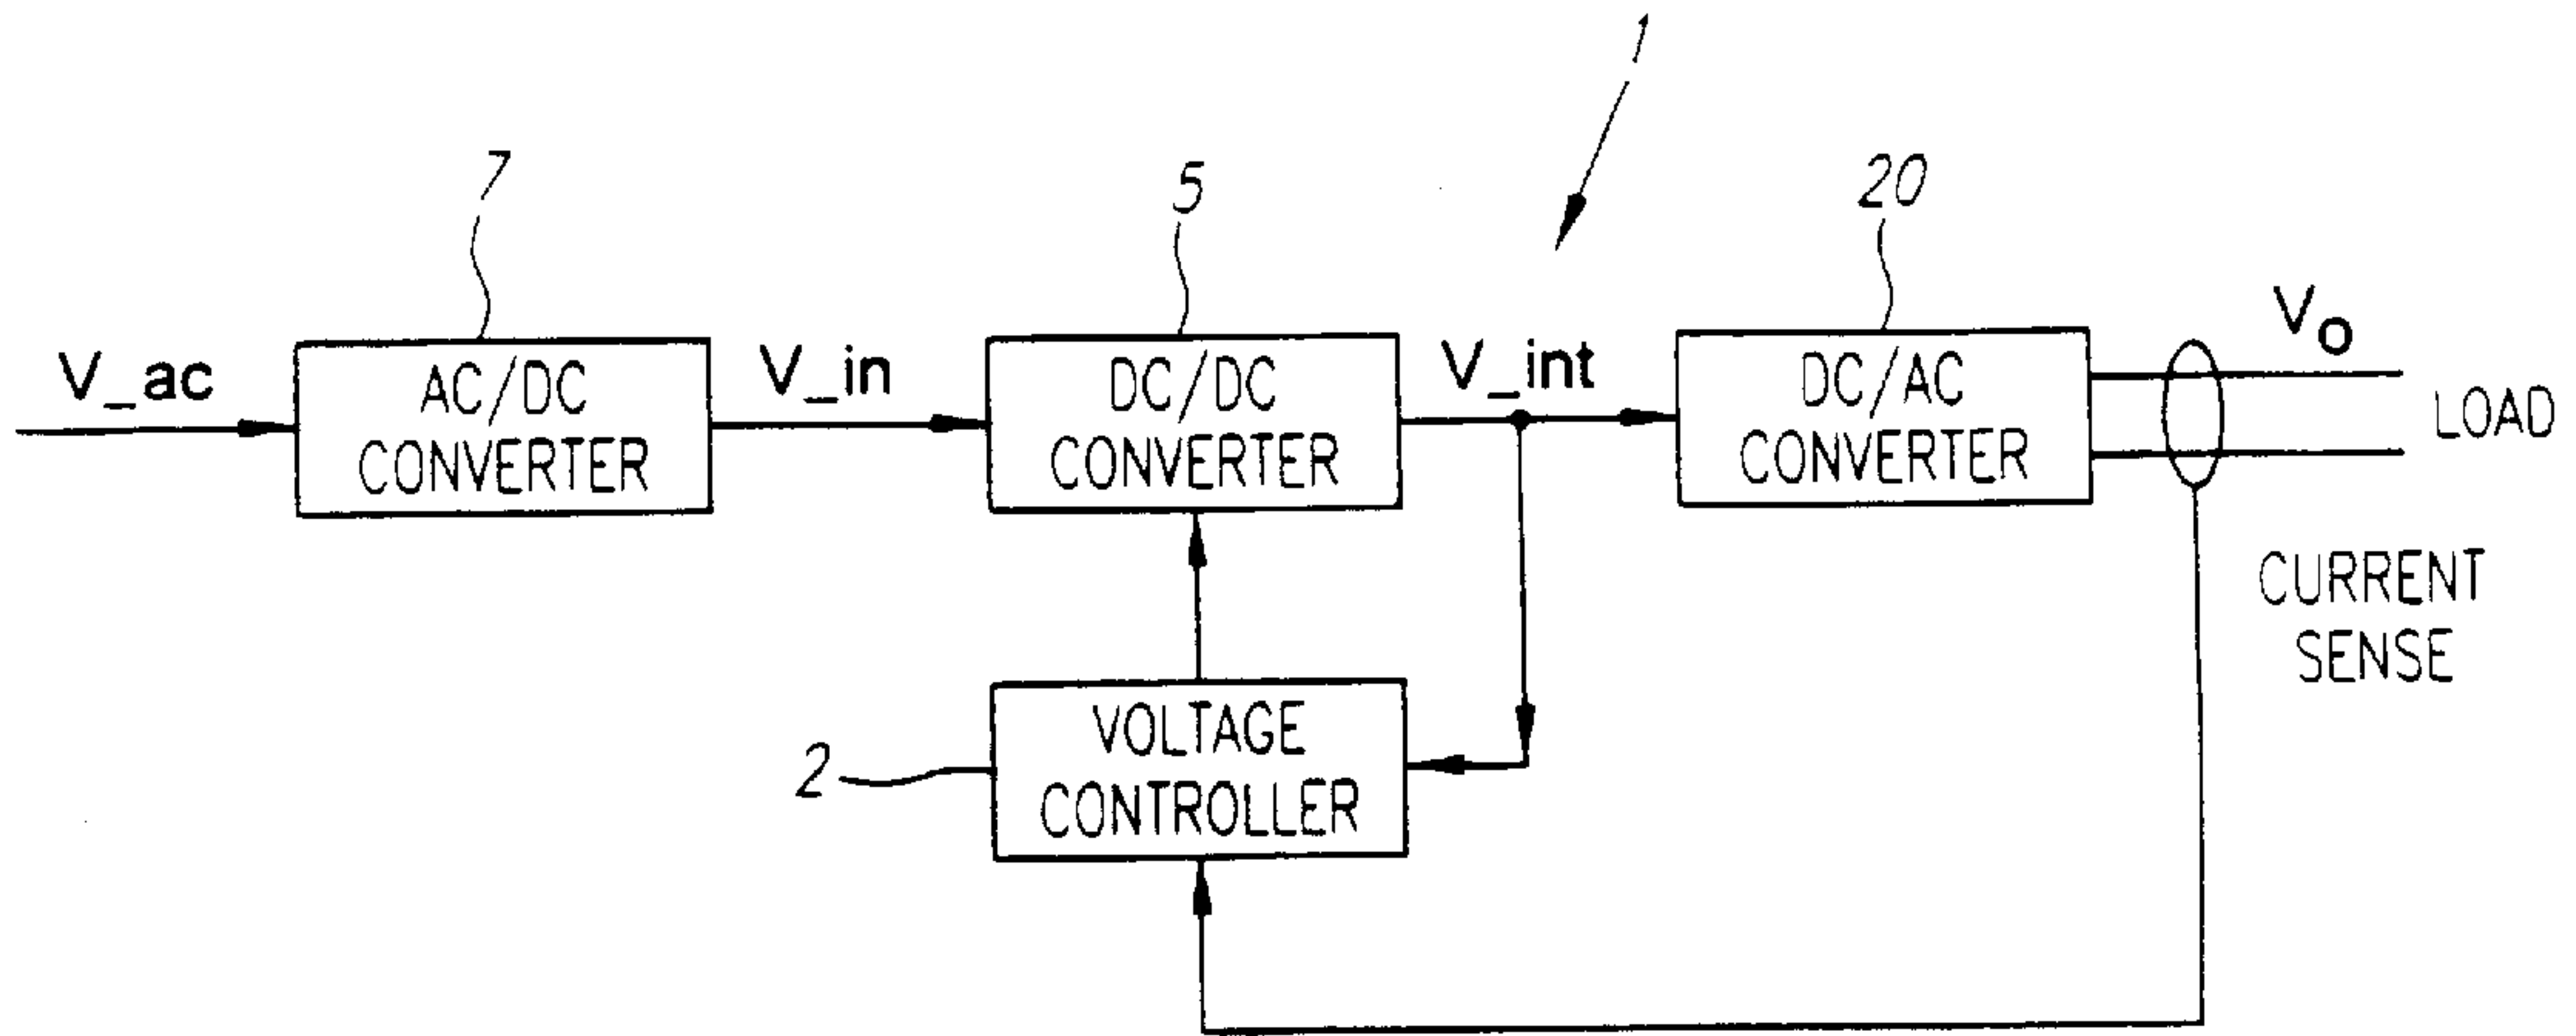 1
7
5
20
V_ac
AC/DC
CONVERTER
V_in
DC/DC
CONVERTER
V_int
DC/AC
CONVERTER
Vo
LOAD
CURRENT
SENSE
2
VOLTAGE
CONTROLLER